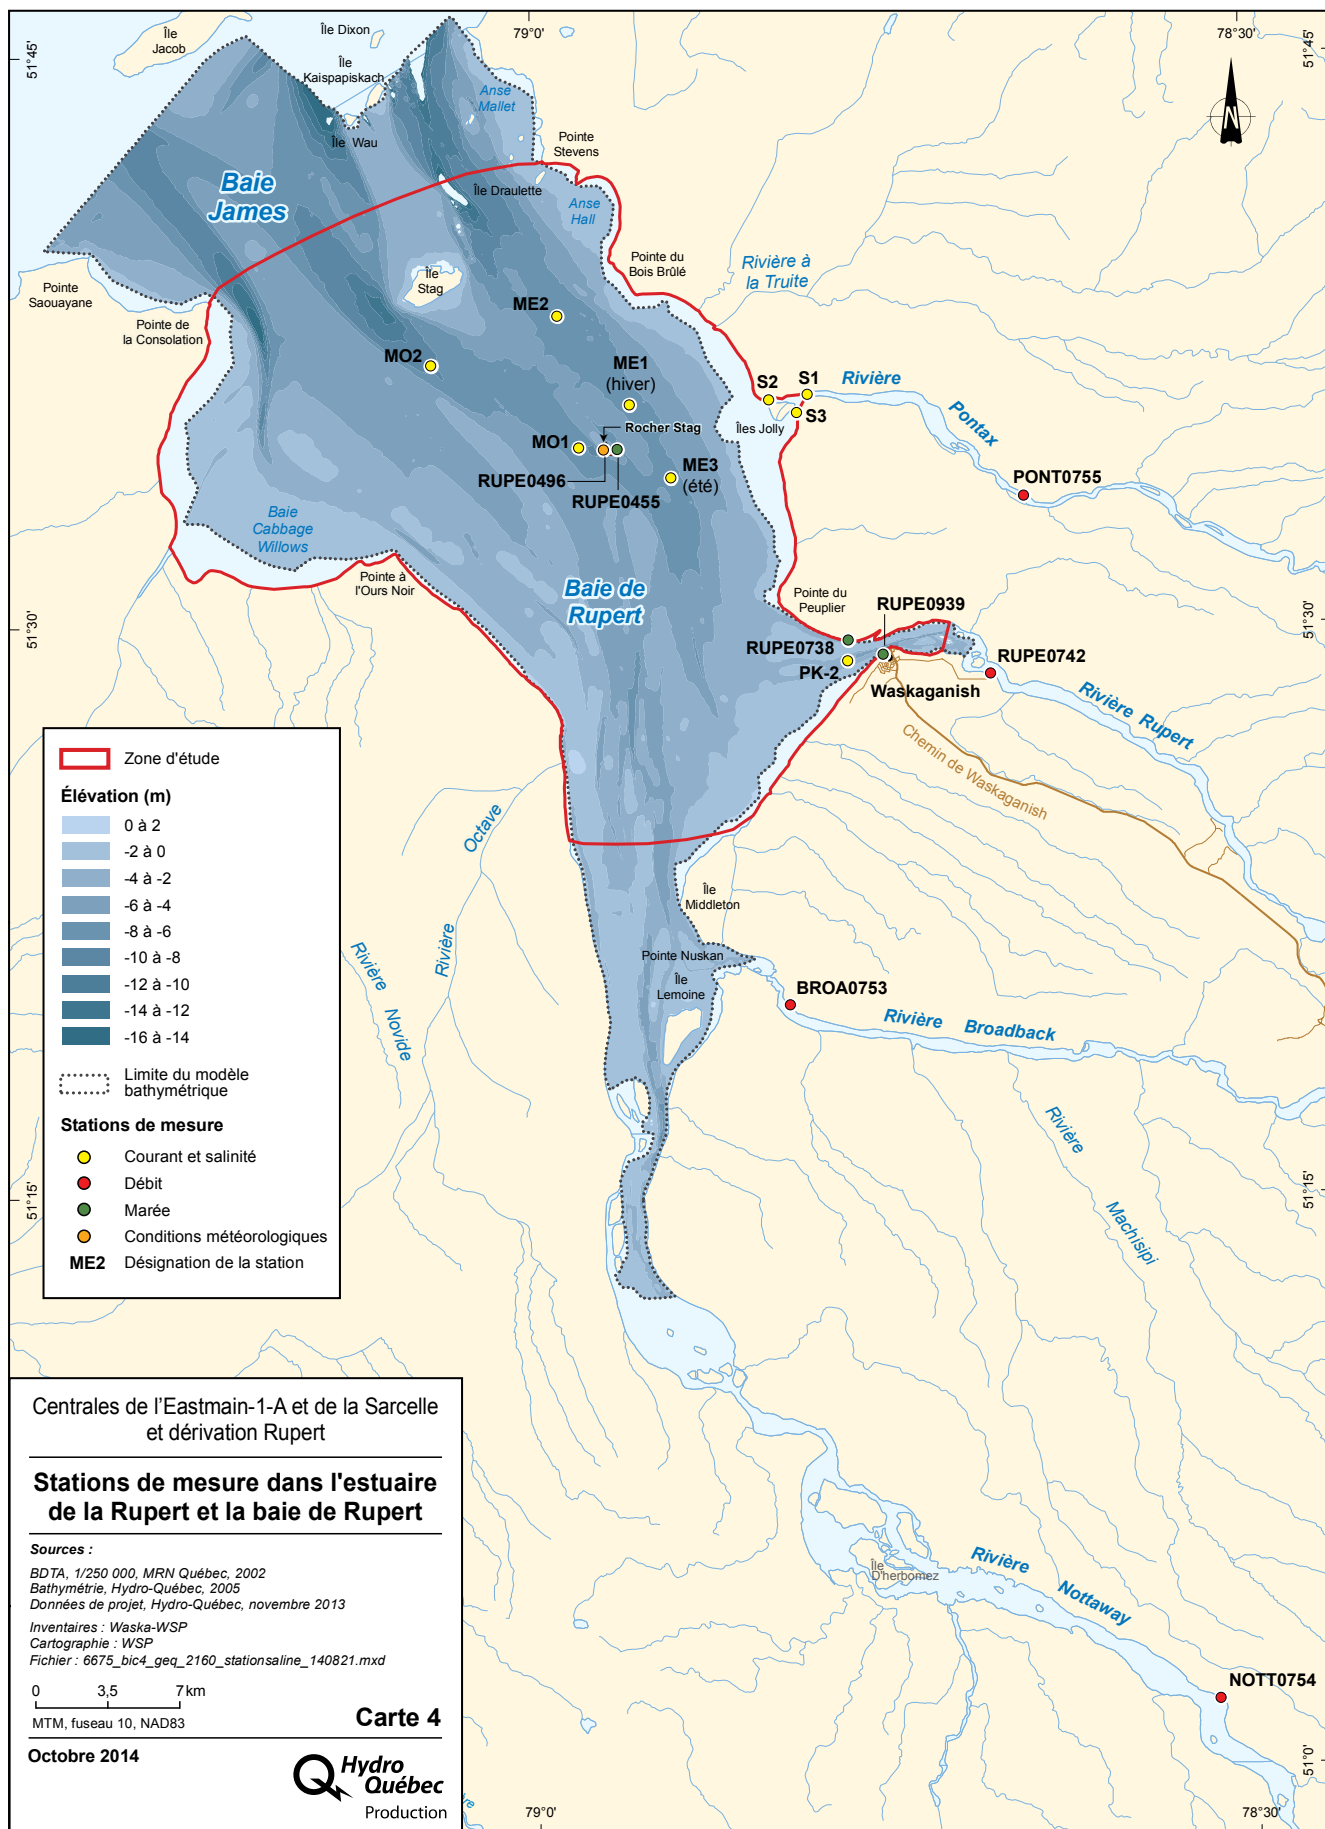 79°0'
78°30'
51°45'
51°45'
Île
Jacob
Île Dixon
Île
Kaispapiskach
Île Wau
Anse
Mallet
Pointe
Stevens
Île Draulette
Anse
Hall
Baie
James
Pointe
Saouayane
Pointe de
la Consolation
Île
Stag
Pointe du
Bois Brûlé
Rivière à
la Truite
ME2
MO2
ME1
(hiver)
S2
S1
S3
Îles Jolly
Rivière
Pontax
Rocher Stag
MO1
RUPE0496
RUPE0455
ME3
(été)
PONT0755
Baie
Cabbage
Willows
Pointe à
l'Ours Noir
Baie de
Rupert
Pointe du
Peuplier
RUPE0939
51°30'
51°30'
RUPE0738
PK-2
RUPE0742
Waskaganish
Rivière Rupert
Chemin de Waskaganish
Zone d'étude
Élévation (m)
0 à 2
-2 à 0
-4 à -2
-6 à -4
-8 à -6
-10 à -8
-12 à -10
-14 à -12
-16 à -14
Limite du modèle
bathymétrique
Stations de mesure
Courant et salinité
Débit
Marée
Conditions météorologiques
ME2 Désignation de la station
Rivière Octave
Rivière Novide
Île
Middleton
Pointe Nuskan
Île
Lemoine
BROA0753
Rivière Broadback
Rivière Machisipi
51°15'
51°15'
Île
D'herbomez
Rivière Nottaway
NOTT0754
51°0'
Centrales de l'Eastmain-1-A et de la Sarcelle
et dérivation Rupert
Stations de mesure dans l'estuaire
de la Rupert et la baie de Rupert
Sources :
BDTA, 1/250 000, MRN Québec, 2002
Bathymétrie, Hydro-Québec, 2005
Données de projet, Hydro-Québec, novembre 2013
Inventaires : Waska-WSP
Cartographie : WSP
Fichier : 6675_bic4_geq_2160_stationsaline_140821.mxd
0 3,5 7 km
MTM, fuseau 10, NAD83
Carte 4
Octobre 2014
Hydro
Québec
Production
79°0'
78°30'
N